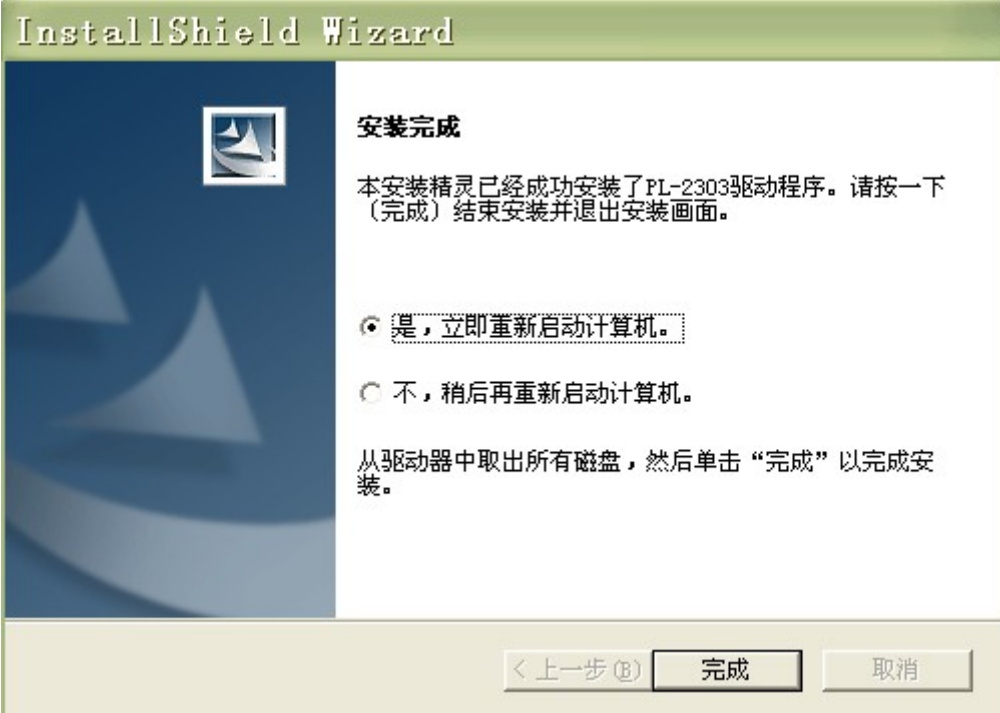 InstallShield Wizard
安装完成
本安装精灵已经成功安装了PL-2303驱动程序。请按一下
（完成）结束安装并退出安装画面。
是，立即重新启动计算机。
不，稍后再重新启动计算机。
从驱动器中取出所有磁盘，然后单击“完成”以完成安
装。
< 上一步(B) 完成 取消